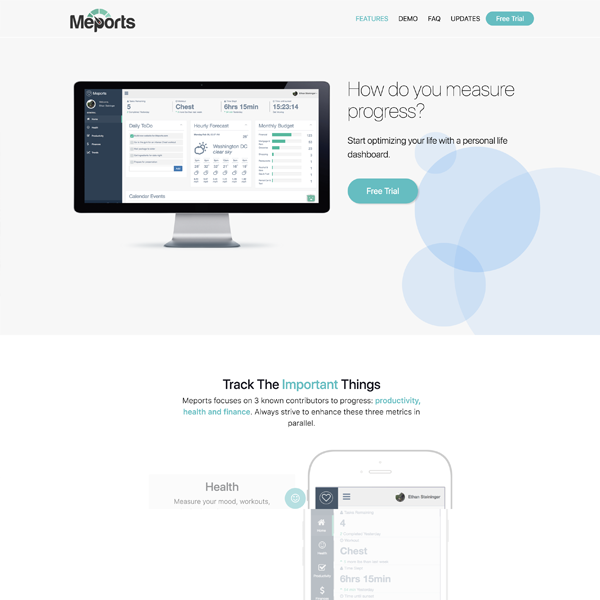 Meports
FEATURES DEMO FAQ UPDATES Free Trial
How do you measure
progress?
Start optimizing your life with a personal life
dashboard.
Free Trial
Meports
5
Chest
6hrs 15min
15:23:14
Daily ToDo
Hourly Forecast
Monthly Budget
Washington DC
clear sky
Calendar Events
Track The Important Things
Meports focuses on 3 known contributors to progress: productivity,
health and finance. Always strive to enhance these three metrics in
parallel.
Health
Measure your mood, workouts,
Ethan Steininger
4
Chest
6hrs 15min
Home
Health
Productivity
Finance